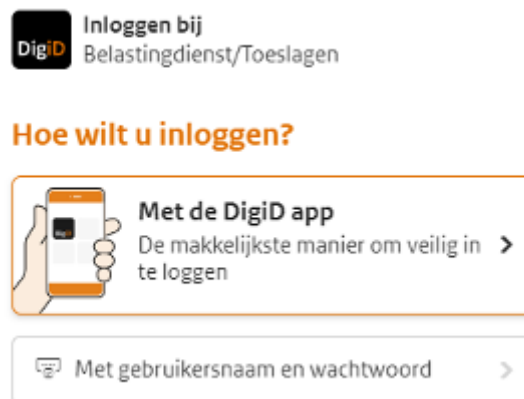 DigiD
Inloggen bij
Belastingdienst/Toeslagen
Hoe wilt u inloggen?
Met de DigiD app
De makkelijkste manier om veilig in
te loggen
DigiD
Met gebruikersnaam en wachtwoord